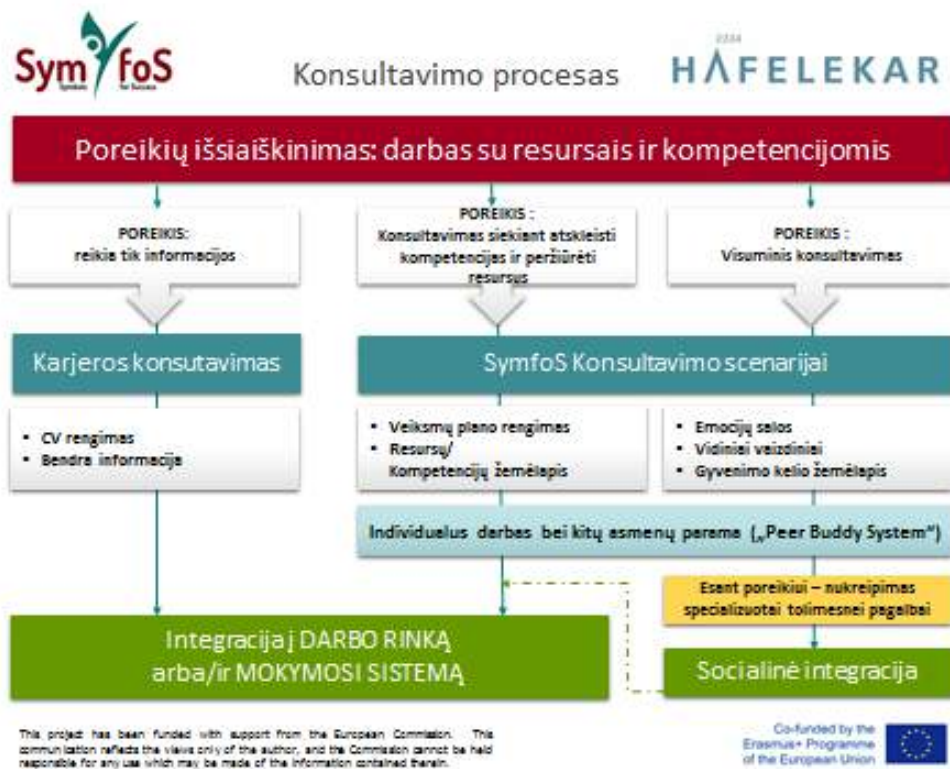 SymfoS
Symbols for Success
Konsultavimo procesas
HAFELEKAR
Poreikių išsiaiškinimas: darbas su resursais ir kompetencijomis
POREIKIS:
reikia tik informacijos
POREIKIS :
Konsultavimas siekiant atskleisti
kompetencijas ir peržiūrėti
resursus
POREIKIS :
Visuminis konsultavimas
Karjeros konsutavimas
SymfoS Konsultavimo scenarijai
▪ CV rengimas
▪ Bendra informacija
▪ Veiksmų plano rengimas
▪ Resursų/
Kompetencijų žemėlapis
▪ Emocijų salos
▪ Vidiniai vaizdiniai
▪ Gyvenimo kelio žemėlapis
Individualus darbas bei kitų asmenų parama („Peer Buddy System“)
Esant poreikiui – nukreipimas
specializuotai tolimesnei pagalbai
Integracija į DARBO RINKĄ
arba/ir MOKYMOSI SISTEMĄ
Socialinė integracija
This project has been funded with support from the European Commission. This
communication reflects the views only of the author, and the Commission cannot be held
responsible for any use which may be made of the information contained therein.
Co-funded by the
Erasmus+ Programme
of the European Union